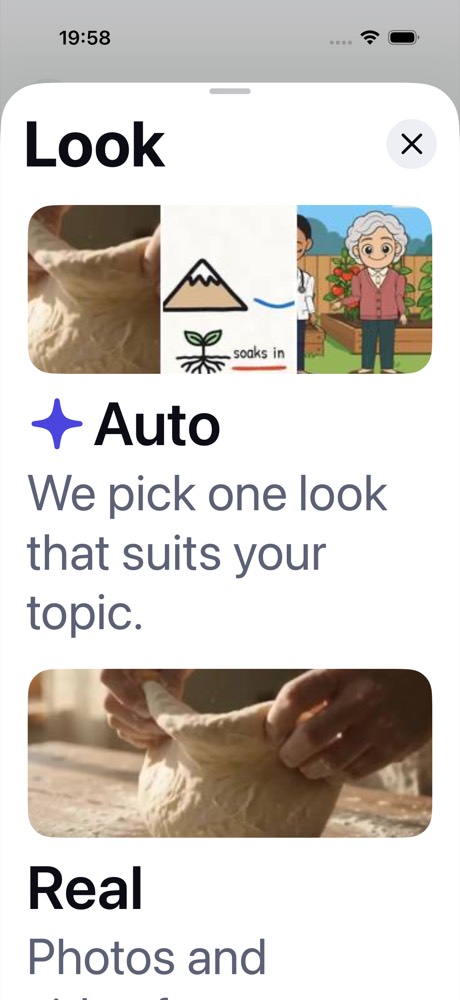 19:58
Look
soaks in
Auto
We pick one look
that suits your
topic.
Real
Photos and